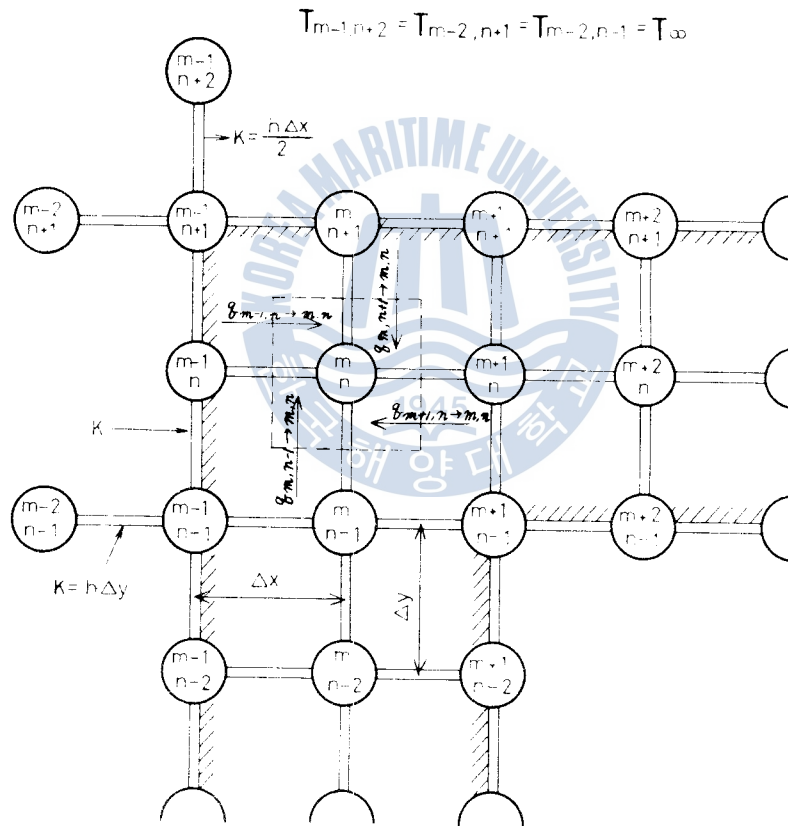 Tm-1,n+2 = Tm-2,n+1 = Tm-2,n-1 = T∞
m-1
n+2
K = h Δx / 2
m-2
n+1
m-1
n+1
m
n+1
m+1
n+1
m+2
n+1
qm-1,n→m,n
qm,n+1→m,n
m-1
n
m
n
m+1
n
m+2
n
K
qm,n-1→m,n
qm+1,n→m,n
m-2
n-1
m-1
n-1
m
n-1
m+1
n-1
m+2
n-1
K = h Δy
Δx
Δy
m-1
n-2
m
n-2
m+1
n-2
KOREA MARITIME UNIVERSITY
1945
한국해양대학교